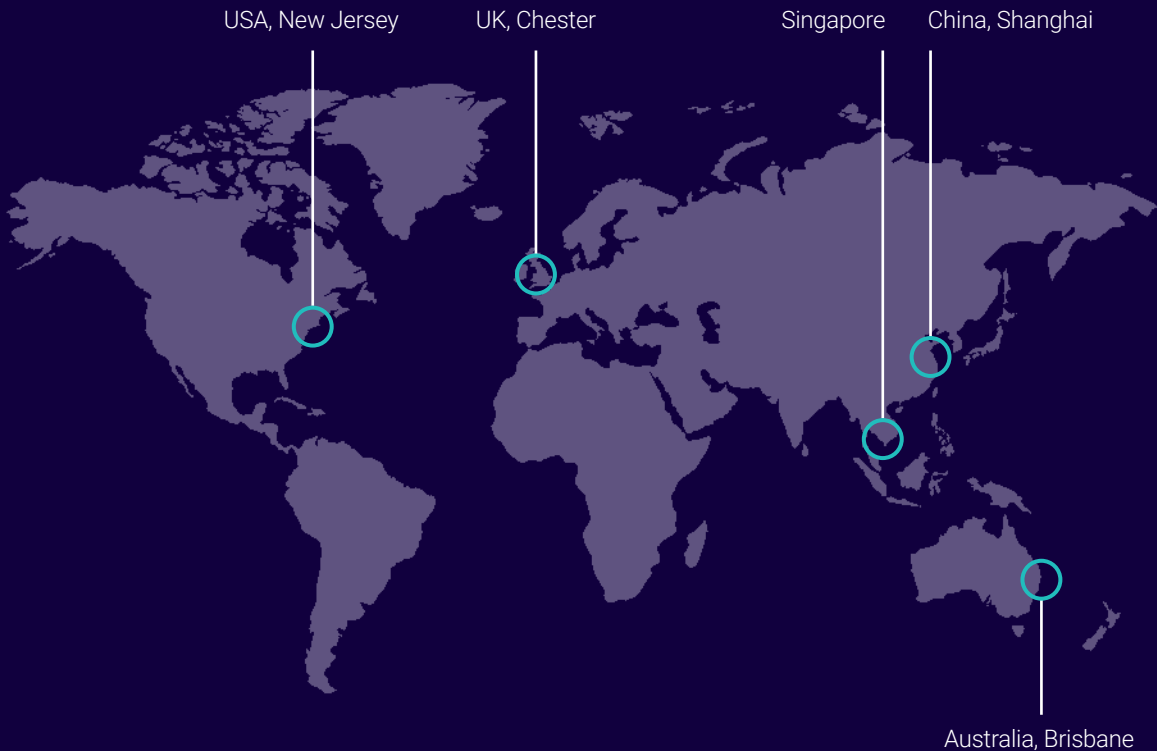 USA, New Jersey
UK, Chester
Singapore
China, Shanghai
Australia, Brisbane